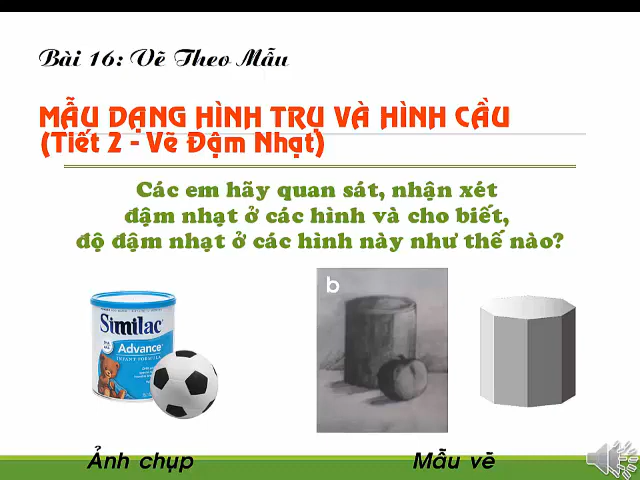 Bài 16: Vẽ Theo Mẫu
MẪU DẠNG HÌNH TRỤ VÀ HÌNH CẦU
(Tiết 2 - Vẽ Đậm Nhạt)
Các em hãy quan sát, nhận xét
đậm nhạt ở các hình và cho biết,
độ đậm nhạt ở các hình này như thế nào?
b
Similac
Advance
INFANT FORMULA
Ảnh chụp
Mẫu vẽ